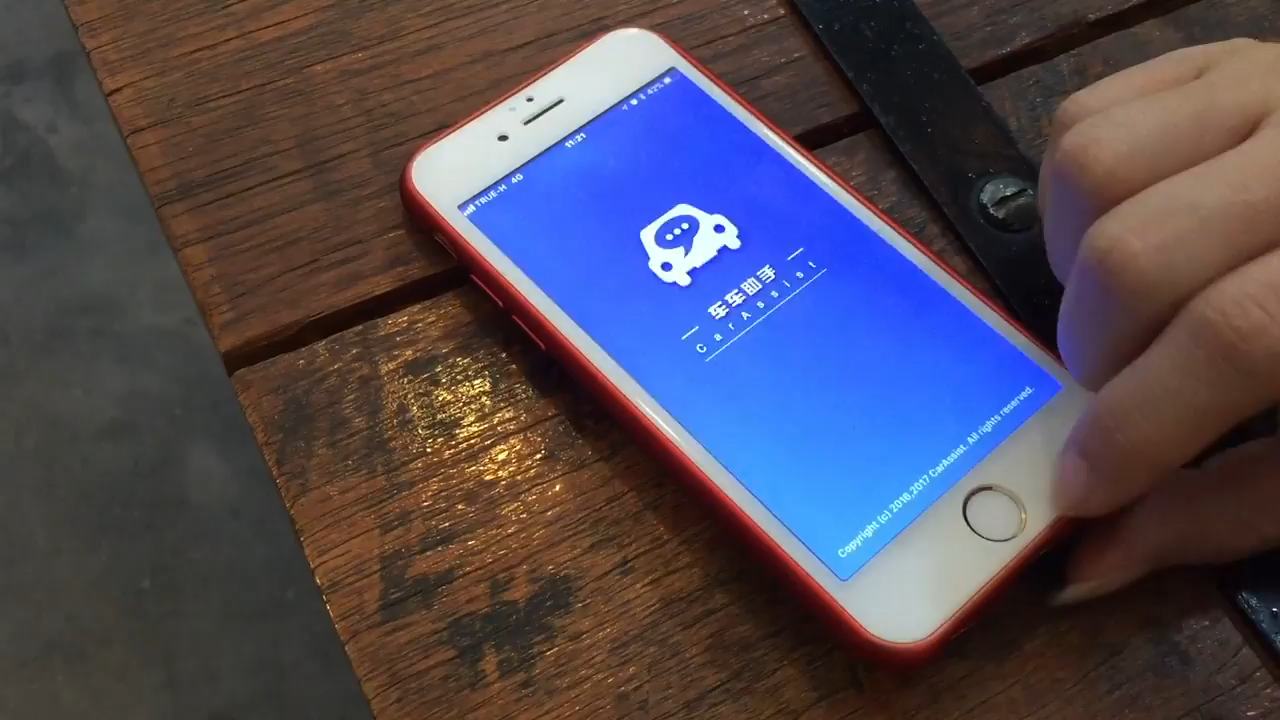 TRUE-H 4G 11:21 42%
车车助手
CarAssist
Copyright (c) 2016,2017 CarAssist. All rights reserved.